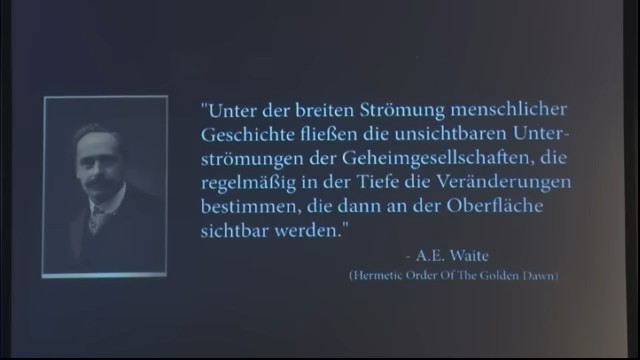 "Unter der breiten Strömung menschlicher
Geschichte fließen die unsichtbaren Unter-
strömungen der Geheimgesellschaften, die
regelmäßig in der Tiefe die Veränderungen
bestimmen, die dann an der Oberfläche
sichtbar werden."
- A.E. Waite
(Hermetic Order Of The Golden Dawn)